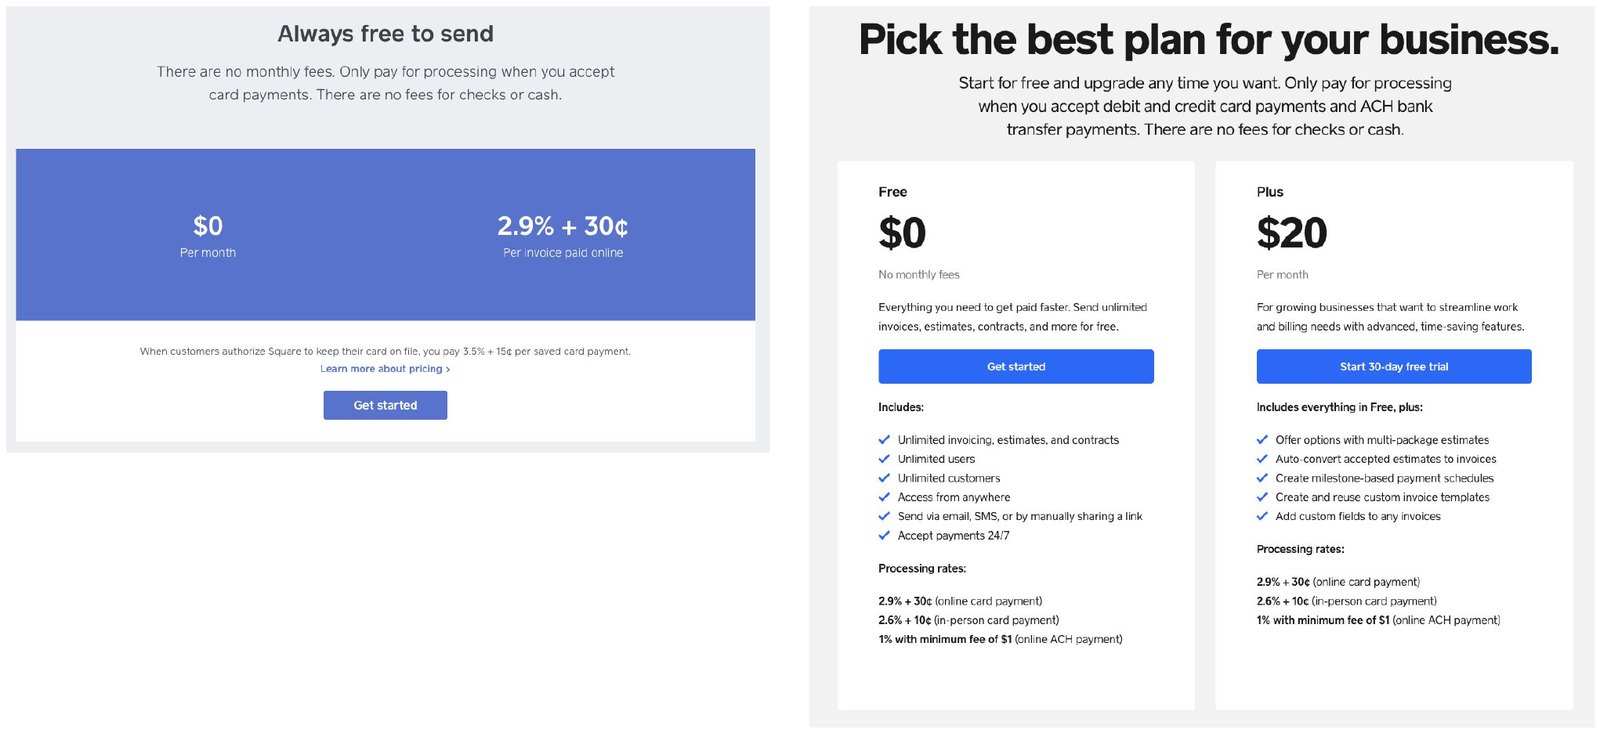 Always free to send
There are no monthly fees. Only pay for processing when you accept
card payments. There are no fees for checks or cash.
$0
Per month
2.9% + 30¢
Per invoice paid online
When customers authorize Square to keep their card on file, you pay 3.5% + 15¢ per saved card payment.
Learn more about pricing >
Get started
Pick the best plan for your business.
Start for free and upgrade any time you want. Only pay for processing
when you accept debit and credit card payments and ACH bank
transfer payments. There are no fees for checks or cash.
Free
$0
No monthly fees
Everything you need to get paid faster. Send unlimited
invoices, estimates, contracts, and more for free.
Get started
Includes:
Unlimited invoicing, estimates, and contracts
Unlimited users
Unlimited customers
Access from anywhere
Send via email, SMS, or by manually sharing a link
Accept payments 24/7
Processing rates:
2.9% + 30¢ (online card payment)
2.6% + 10¢ (in-person card payment)
1% with minimum fee of $1 (online ACH payment)
Plus
$20
Per month
For growing businesses that want to streamline work
and billing needs with advanced, time-saving features.
Start 30-day free trial
Includes everything in Free, plus:
Offer options with multi-package estimates
Auto-convert accepted estimates to invoices
Create milestone-based payment schedules
Create and reuse custom invoice templates
Add custom fields to any invoices
Processing rates:
2.9% + 30¢ (online card payment)
2.6% + 10¢ (in-person card payment)
1% with minimum fee of $1 (online ACH payment)